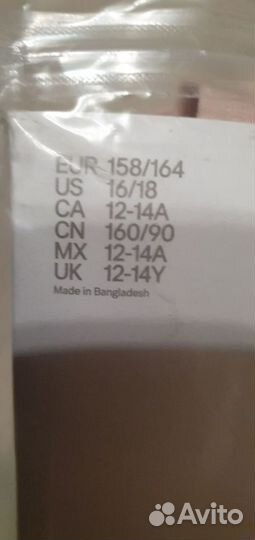 EUR 158/164
US 16/18
CA 12-14A
CN 160/90
MX 12-14A
UK 12-14Y
Made in Bangladesh
Avito